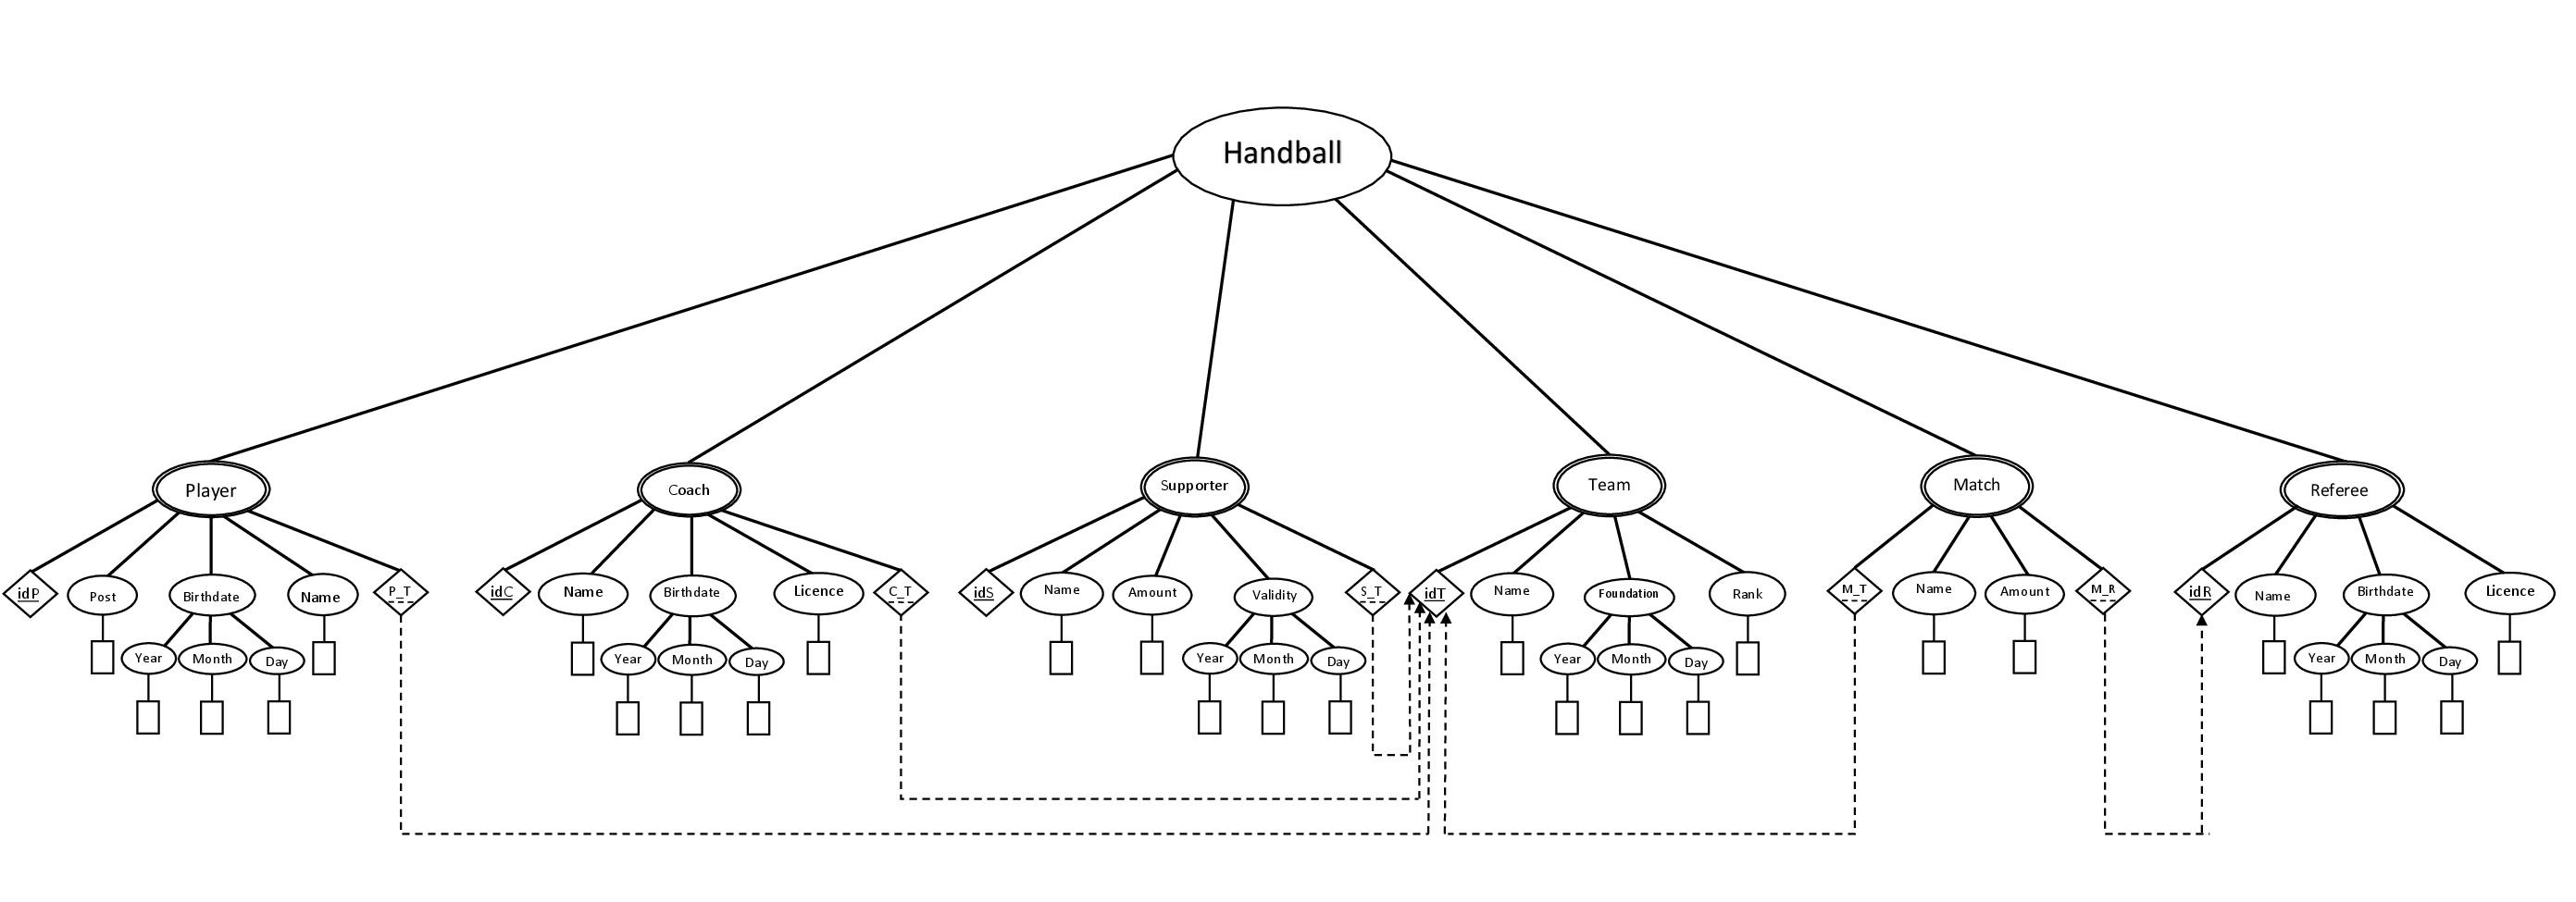 Handball
Player
Coach
Supporter
Team
Match
Referee
idP
Post
Birthdate
Name
P_T
idC
Name
Birthdate
Licence
C_T
idS
Name
Amount
Validity
S_T
idT
Name
Foundation
Rank
M_T
Name
Amount
M_R
idR
Name
Birthdate
Licence
Year
Month
Day
Year
Month
Day
Year
Month
Day
Year
Month
Day
Year
Month
Day